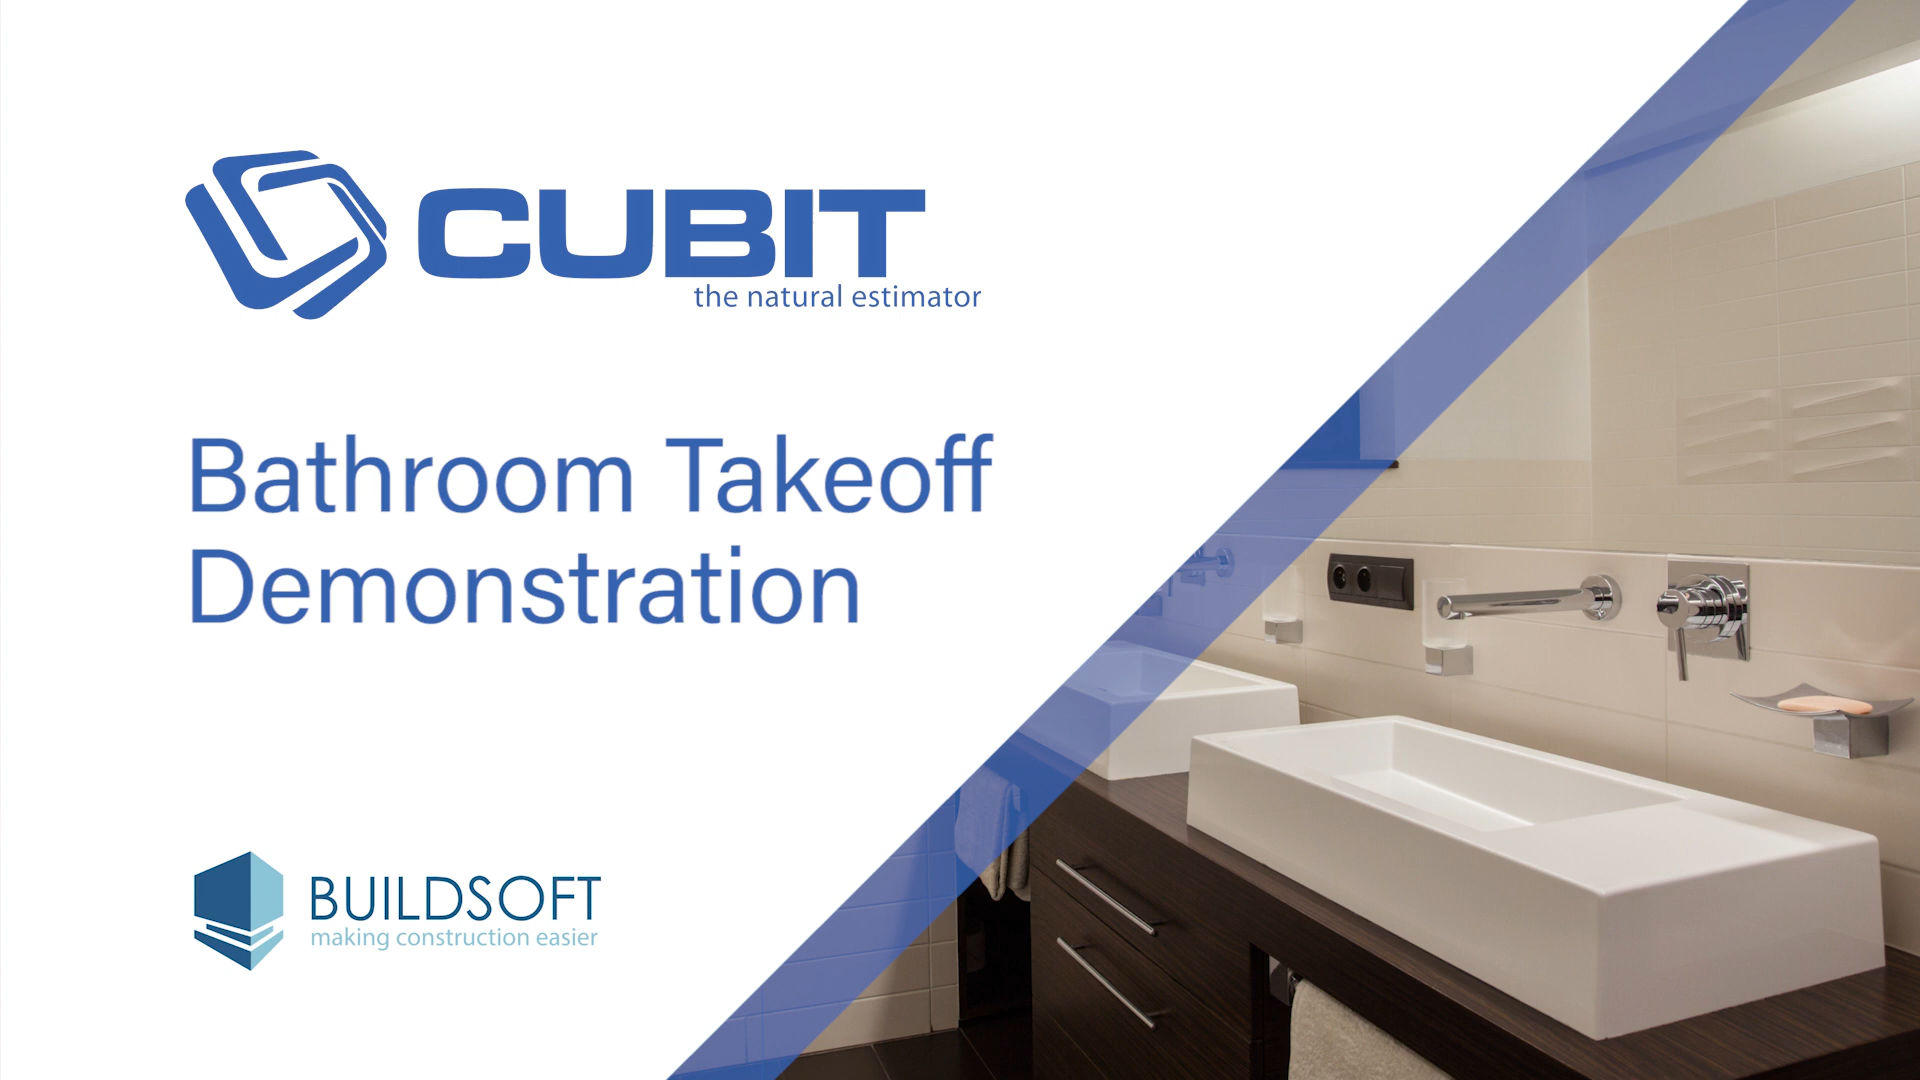 CUBIT
the natural estimator
Bathroom Takeoff
Demonstration
BUILDSOFT
making construction easier